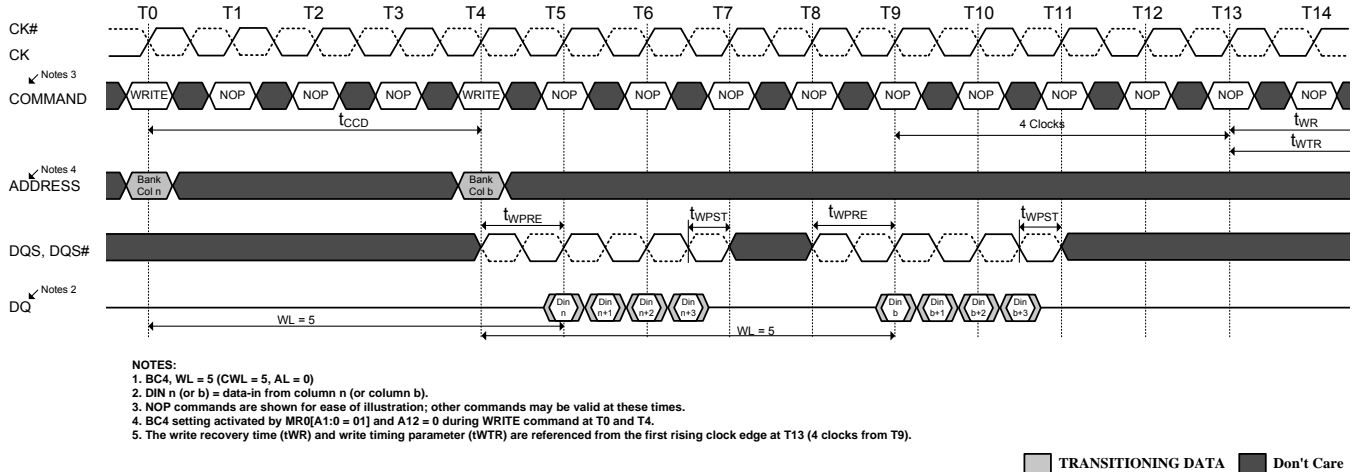 T0 T1 T2 T3 T4 T5 T6 T7 T8 T9 T10 T11 T12 T13 T14
CK#
CK
Notes 3
COMMAND WRITE NOP NOP NOP WRITE NOP NOP NOP NOP NOP NOP NOP NOP NOP NOP
tCCD
4 Clocks
tWR
tWTR
Notes 4
ADDRESS
Bank Col n
Bank Col b
tWPRE
tWPST
tWPRE
tWPST
DQS, DQS#
Notes 2
DQ
Din n
Din n+1
Din n+2
Din n+3
Din b
Din b+1
Din b+2
Din b+3
WL = 5
WL = 5
NOTES:
1. BC4, WL = 5 (CWL = 5, AL = 0)
2. DIN n (or b) = data-in from column n (or column b).
3. NOP commands are shown for ease of illustration; other commands may be valid at these times.
4. BC4 setting activated by MR0[A1:0 = 01] and A12 = 0 during WRITE command at T0 and T4.
5. The write recovery time (tWR) and write timing parameter (tWTR) are referenced from the first rising clock edge at T13 (4 clocks from T9).
TRANSITIONING DATA
Don't Care